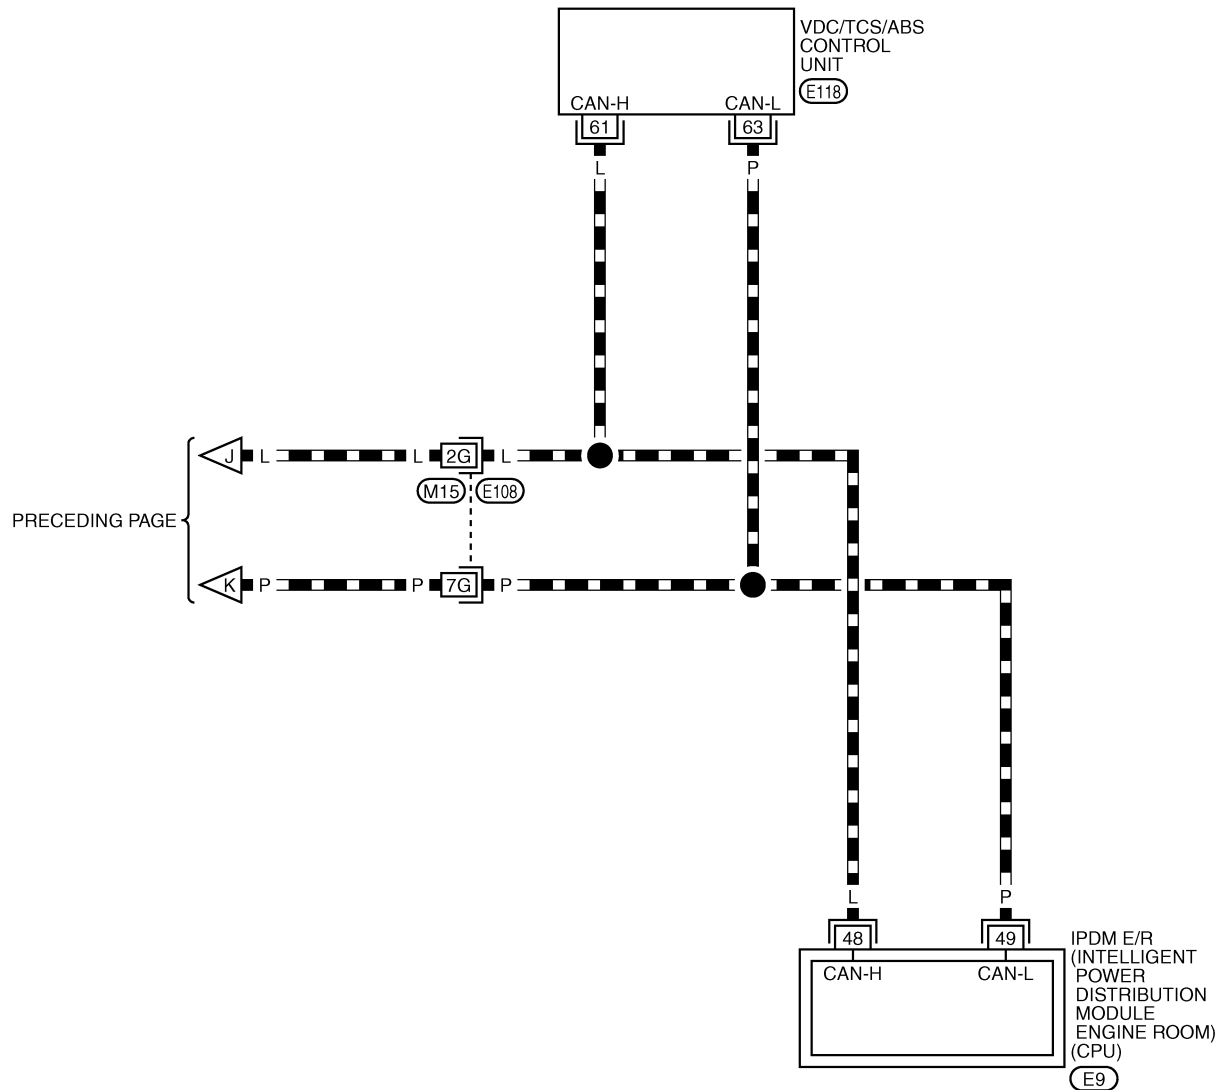 VDC/TCS/ABS
CONTROL
UNIT
E118
CAN-H
CAN-L
61
63
L
P
J
L
L
2G
L
M15
E108
PRECEDING PAGE
K
P
P
7G
P
L
P
48
49
CAN-H
CAN-L
IPDM E/R
(INTELLIGENT
POWER
DISTRIBUTION
MODULE
ENGINE ROOM)
(CPU)
E9